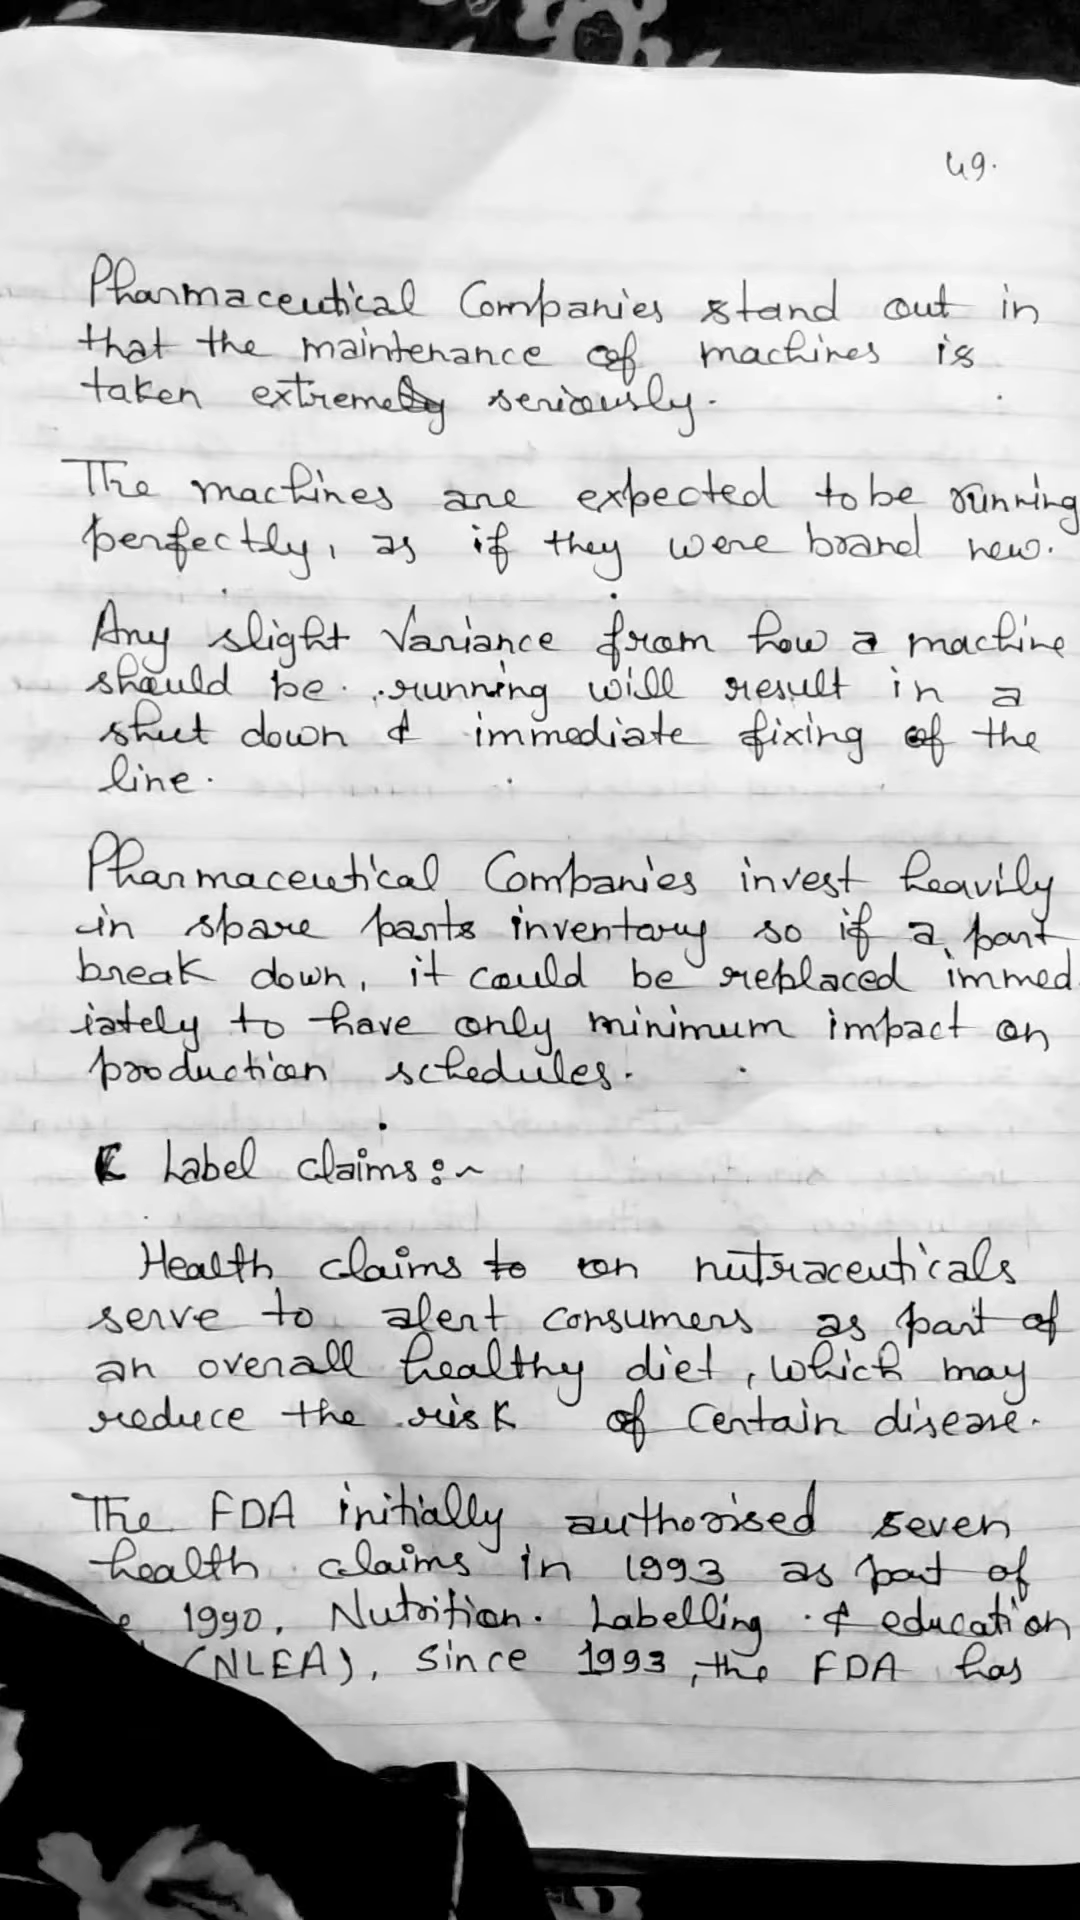 49.
Pharmaceutical Companies stand out in
that the maintenance of machines is
taken extremely seriously.
The machines are expected to be running
perfectly, as if they were brand new.
Any slight Variance from how a machine
should be running will result in a
shut down & immediate fixing of the
line.
Pharmaceutical Companies invest heavily
in spare parts inventory so if a part
break down, it could be replaced immed
iately to have only minimum impact on
production schedules.
Label claims:~
Health claims to on nutraceuticals
serve to alert consumers as part of
an overall healthy diet, which may
reduce the risk of Certain disease.
The FDA initially authorised seven
health claims in 1993 as part of
1990, Nutrition. Labelling & education
(NLEA), Since 1993, the FDA has